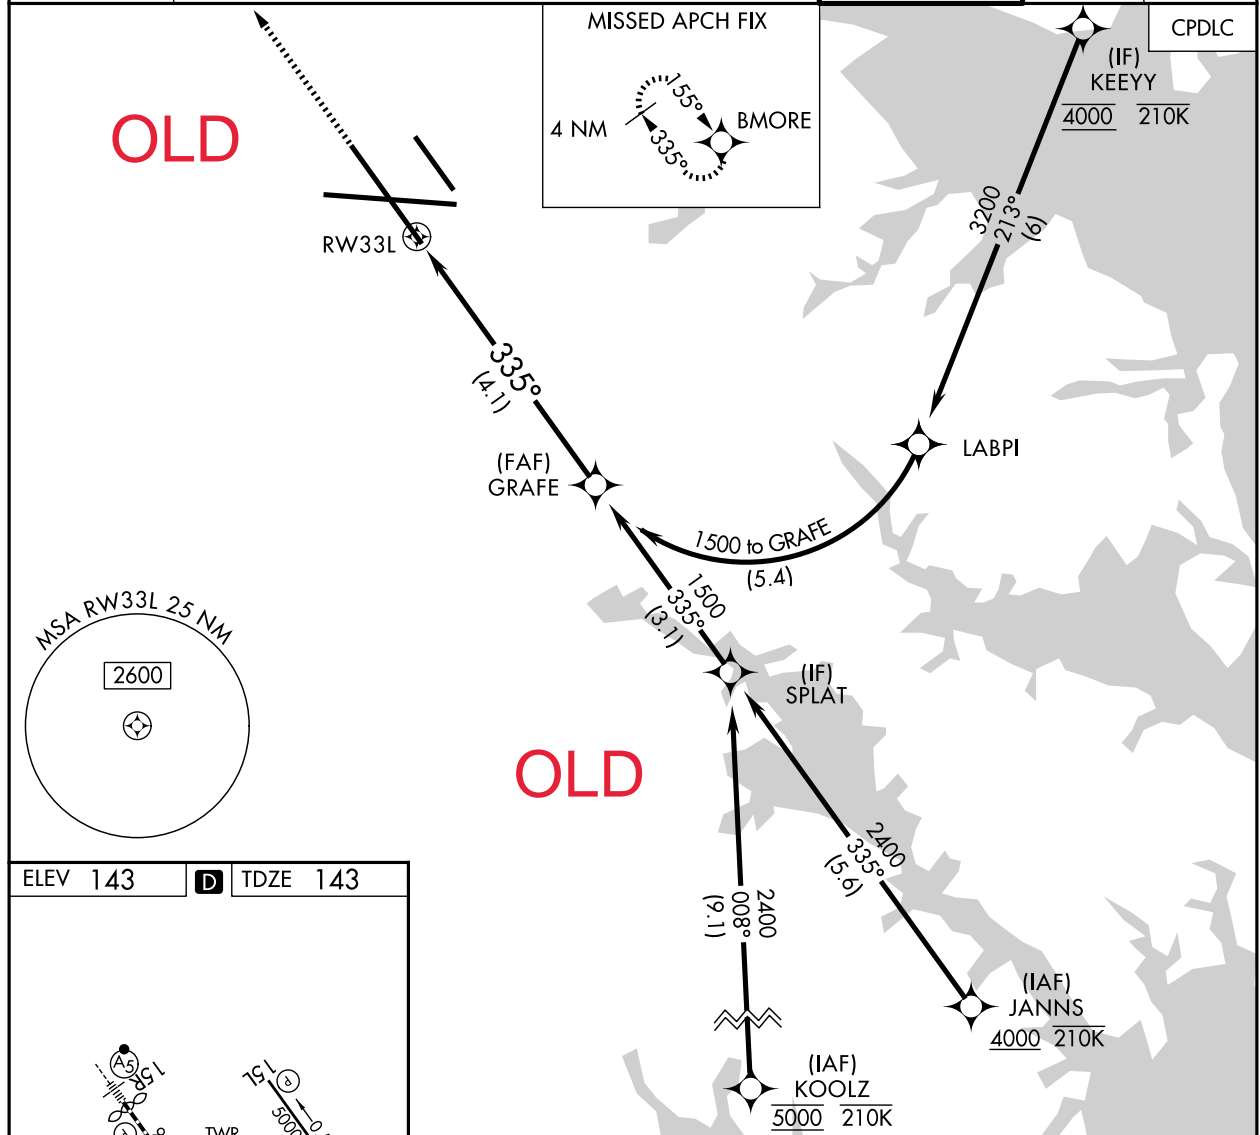 MISSED APCH FIX
CPDLC
155°
4 NM
BMORE
335°
(IF)
KEEYY
4000 210K
OLD
3200
213°
(6)
RW33L
335°
(4.1)
LABPI
(FAF)
GRAFE
1500 to GRAFE
(5.4)
1500
335°
(3.1)
(IF)
SPLAT
MSA RW33L 25 NM
2600
OLD
2400
335°
(5.6)
2400
008°
(9.1)
ELEV 143
D
TDZE 143
(IAF)
JANNS
4000 210K
(IAF)
KOOLZ
5000 210K
A5
15R
15L
P
5000
TWR